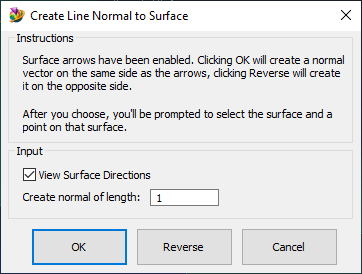 Create Line Normal to Surface
Instructions
Surface arrows have been enabled. Clicking OK will create a normal
vector on the same side as the arrows, clicking Reverse will create
it on the opposite side.
After you choose, you'll be prompted to select the surface and a
point on that surface.
Input
View Surface Directions
Create normal of length: 1
OK Reverse Cancel